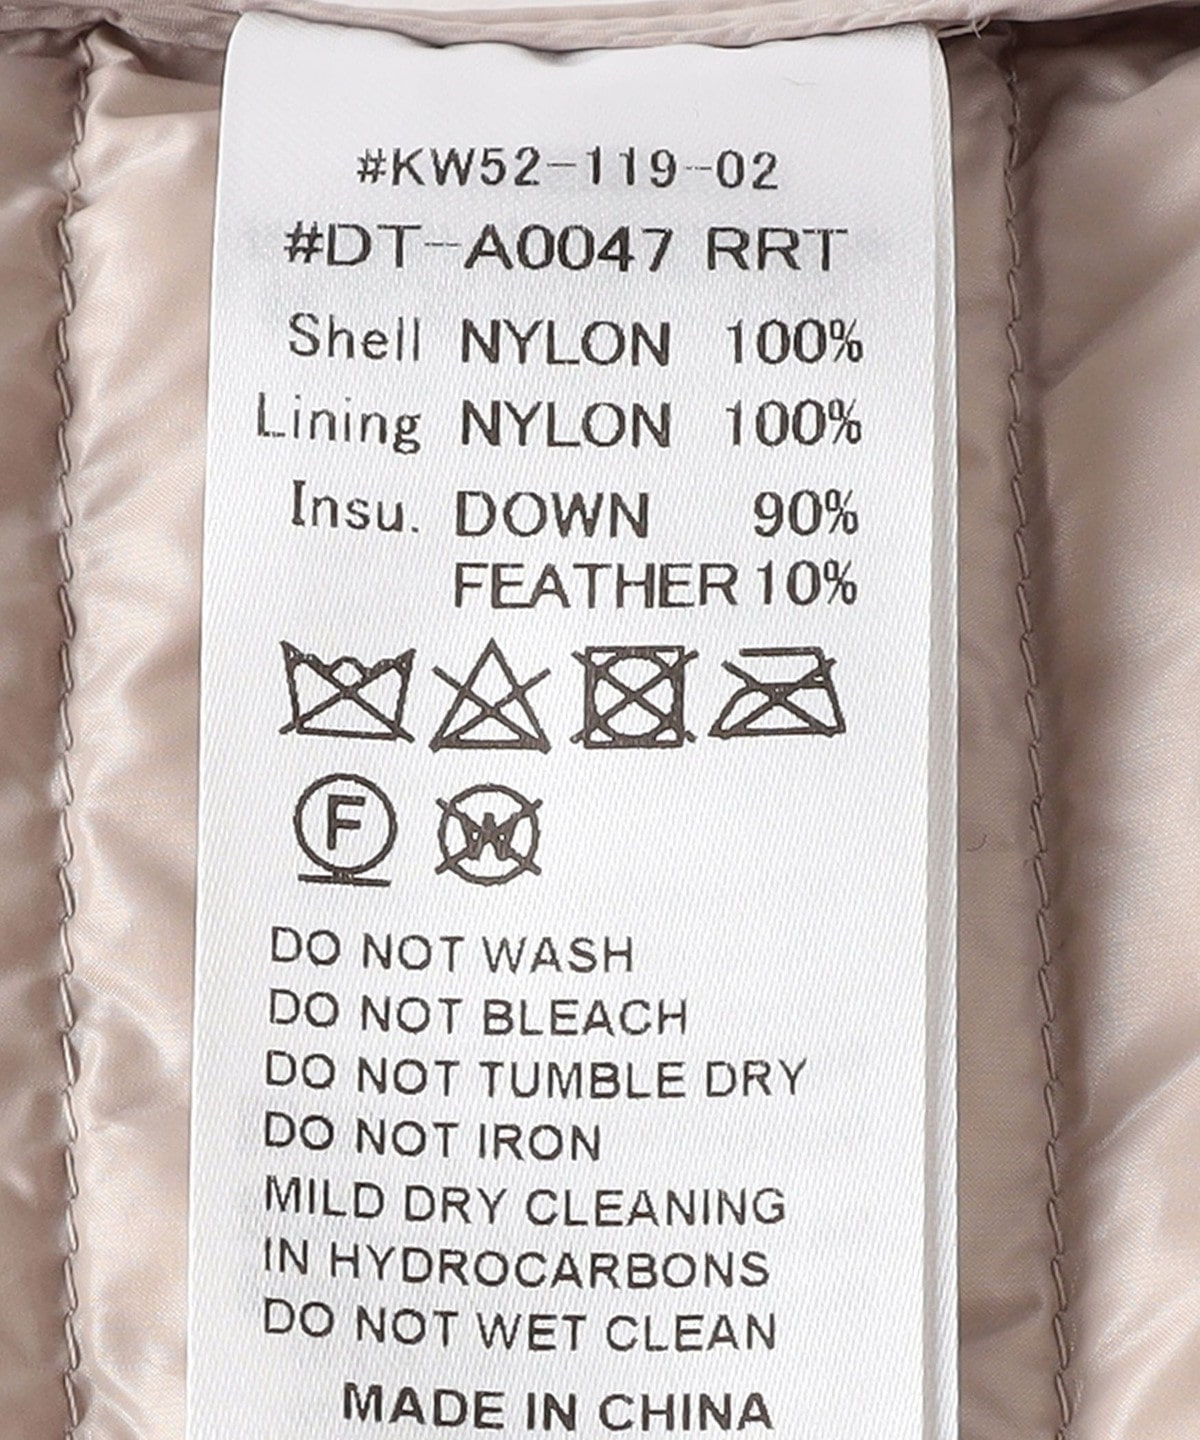 #KW52-119-02
#DT-A0047 RRT
Shell NYLON 100%
Lining NYLON 100%
Insu. DOWN 90%
FEATHER 10%
F W
DO NOT WASH
DO NOT BLEACH
DO NOT TUMBLE DRY
DO NOT IRON
MILD DRY CLEANING
IN HYDROCARBONS
DO NOT WET CLEAN
MADE IN CHINA